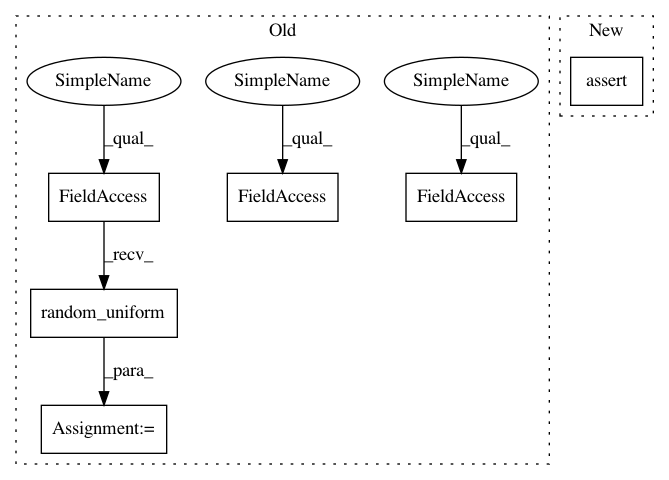 Old
New
SimpleName
SimpleName
SimpleName
assert
_qual_
_qual_
_qual_
FieldAccess
FieldAccess
FieldAccess
_recv_
random_uniform
_para_
Assignment:=